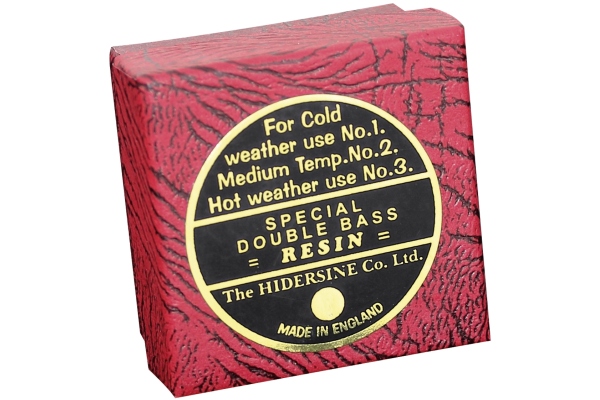 For Cold
weather use No.1.
Medium Temp.No.2.
Hot weather use No.3.
SPECIAL
DOUBLE BASS
= RESIN =
The HIDERSINE Co. Ltd.
MADE IN ENGLAND